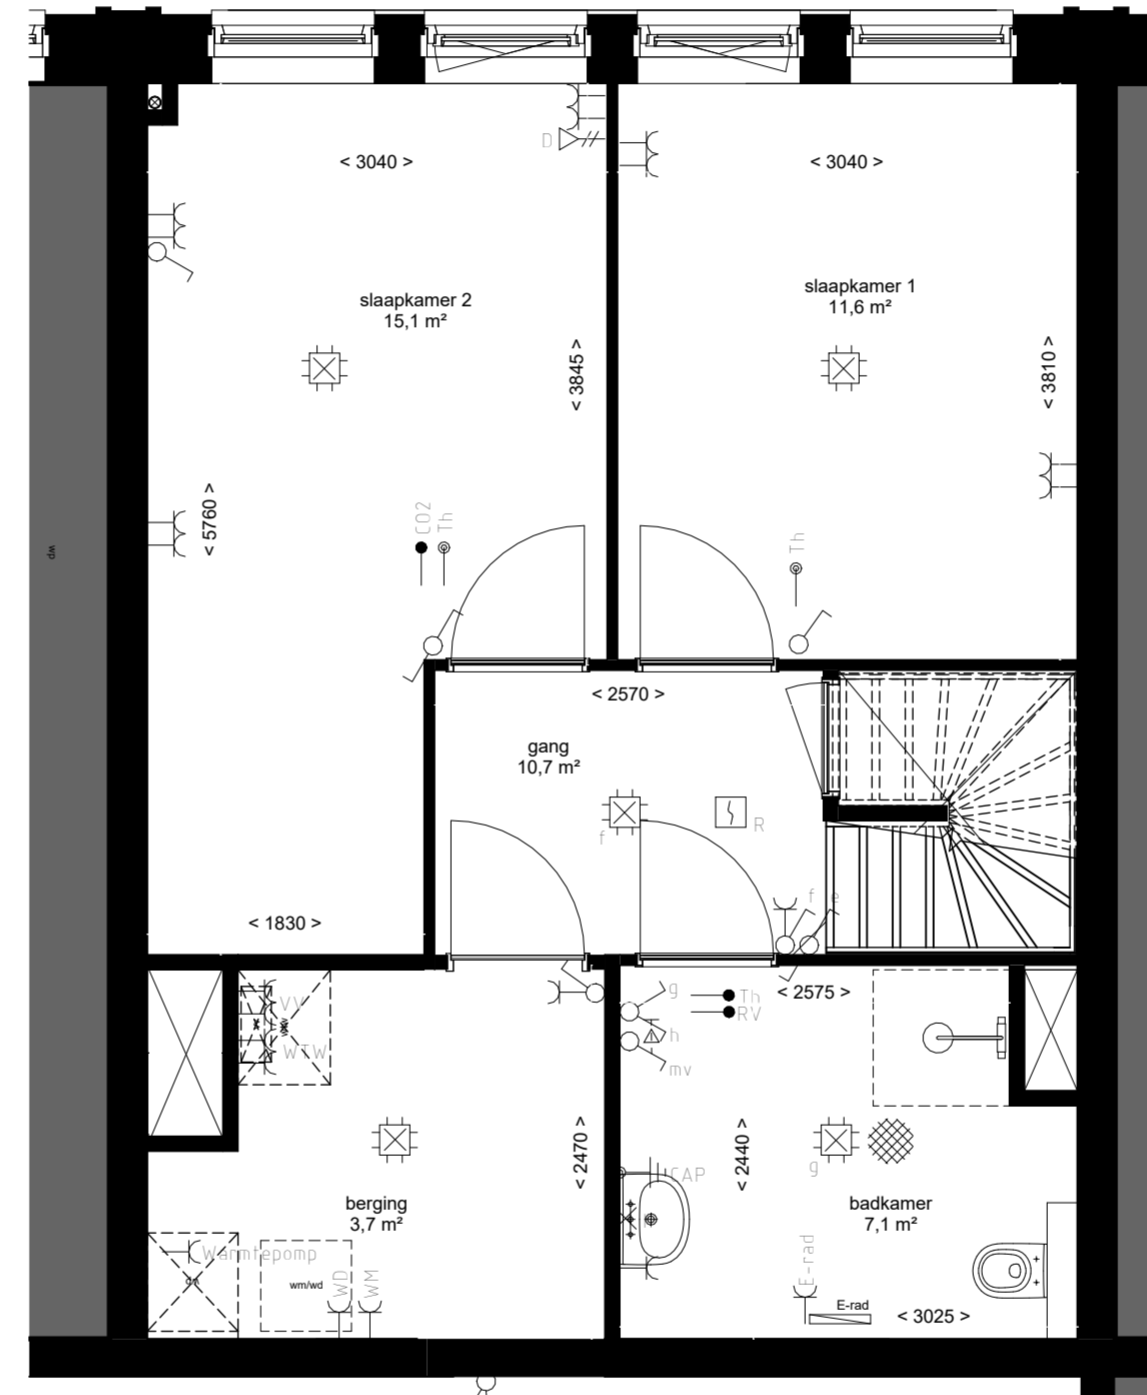 D
< 3040 >
< 3040 >
slaapkamer 2
15,1 m²
slaapkamer 1
11,6 m²
< 3845 >
< 3810 >
< 5760 >
wp
CO2
Th
Th
< 2570 >
gang
10,7 m²
f
R
f e
< 1830 >
VV
WTW
g
Th
RV
h
mv
< 2575 >
< 2470 >
< 2440 >
CAP
g
berging
3,7 m²
badkamer
7,1 m²
Warmtepomp
wm/wd
WD
WM
E-rad
E-rad
< 3025 >